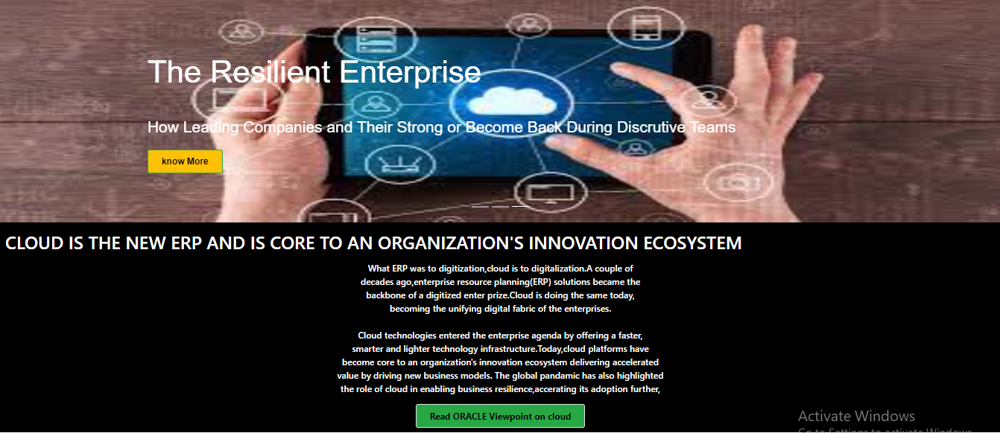 The Resilient Enterprise
How Leading Companies and Their Strong or Become Back During Discrutive Teams
know More
CLOUD IS THE NEW ERP AND IS CORE TO AN ORGANIZATION'S INNOVATION ECOSYSTEM
What ERP was to digitization,cloud is to digitalization.A couple of
decades ago,enterprise resource planning(ERP) solutions became the
backbone of a digitized enter prize.Cloud is doing the same today,
becoming the unifying digital fabric of the enterprises.
Cloud technologies entered the enterprise agenda by offering a faster,
smarter and lighter technology infrastructure.Today,cloud platforms have
become core to an organization's innovation ecosystem delivering accelerated
value by driving new business models. The global pandamic has also highlighted
the role of cloud in enabling business resilience,accerating its adoption further,
Read ORACLE Viewpoint on cloud
Activate Windows
Go to Settings to activate Windows.